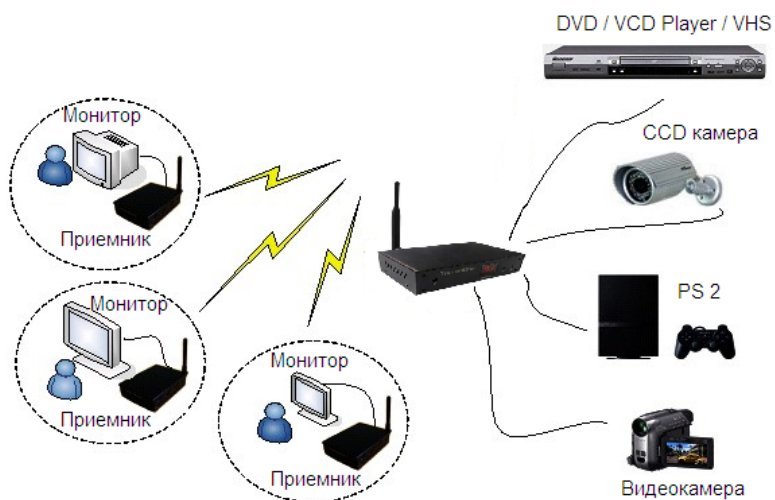 DVD / VCD Player / VHS
Монитор
CCD камера
Приемник
Монитор
PS 2
Приемник
Монитор
Приемник
Видеокамера